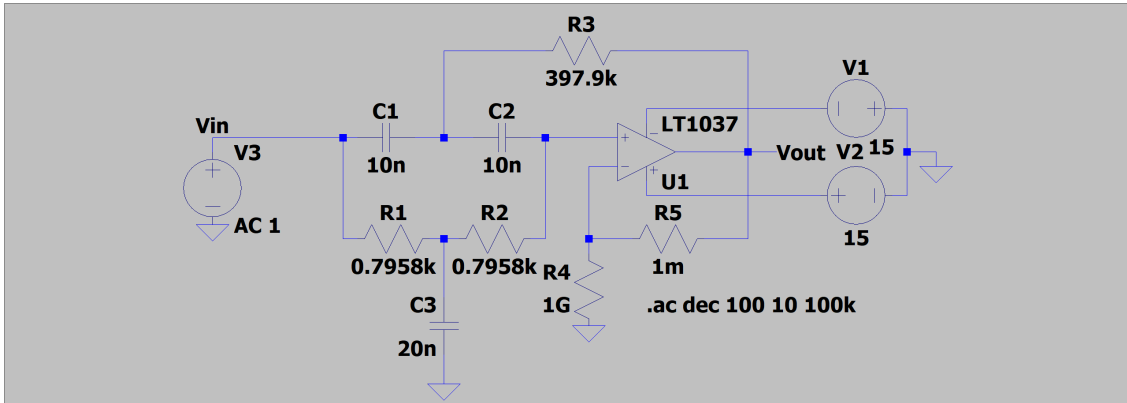 R3
397.9k
V1
Vin
C1
C2
LT1037
Vout
V2
15
V3
10n
10n
U1
AC 1
R1
R2
R5
15
0.7958k
0.7958k
R4
1m
C3
1G
.ac dec 100 10 100k
20n